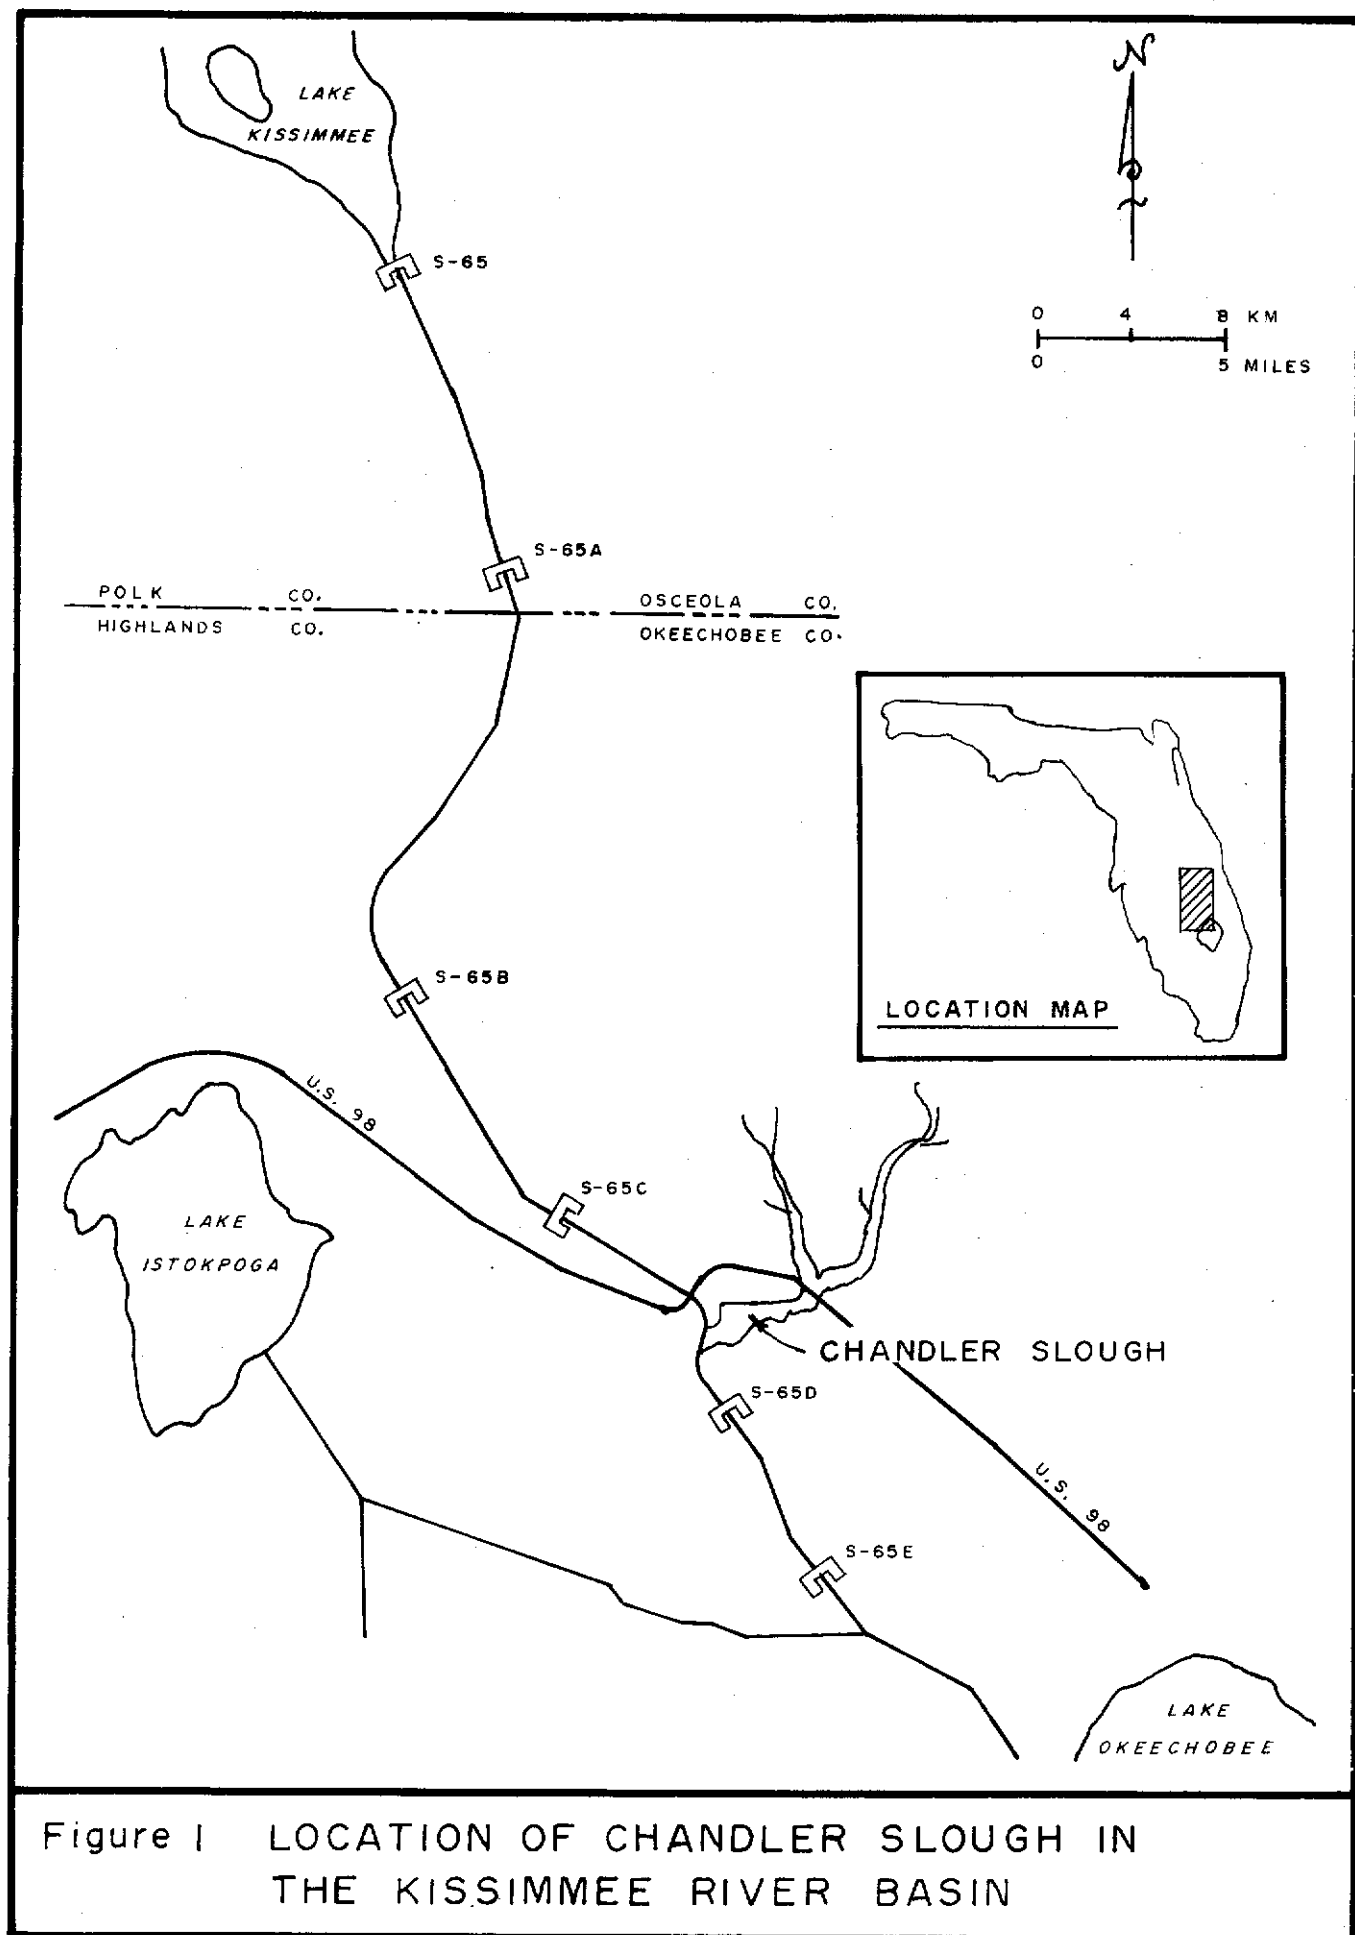 N
LAKE
KISSIMMEE
S-65
0 4 8 KM
0 5 MILES
S-65A
POLK CO.
HIGHLANDS CO.
OSCEOLA CO.
OKEECHOBEE CO.
S-65B
LOCATION MAP
U.S. 98
S-65C
LAKE
ISTOKPOGA
CHANDLER SLOUGH
S-65D
U.S. 98
S-65E
LAKE
OKEECHOBEE
Figure 1 LOCATION OF CHANDLER SLOUGH IN
THE KISSIMMEE RIVER BASIN